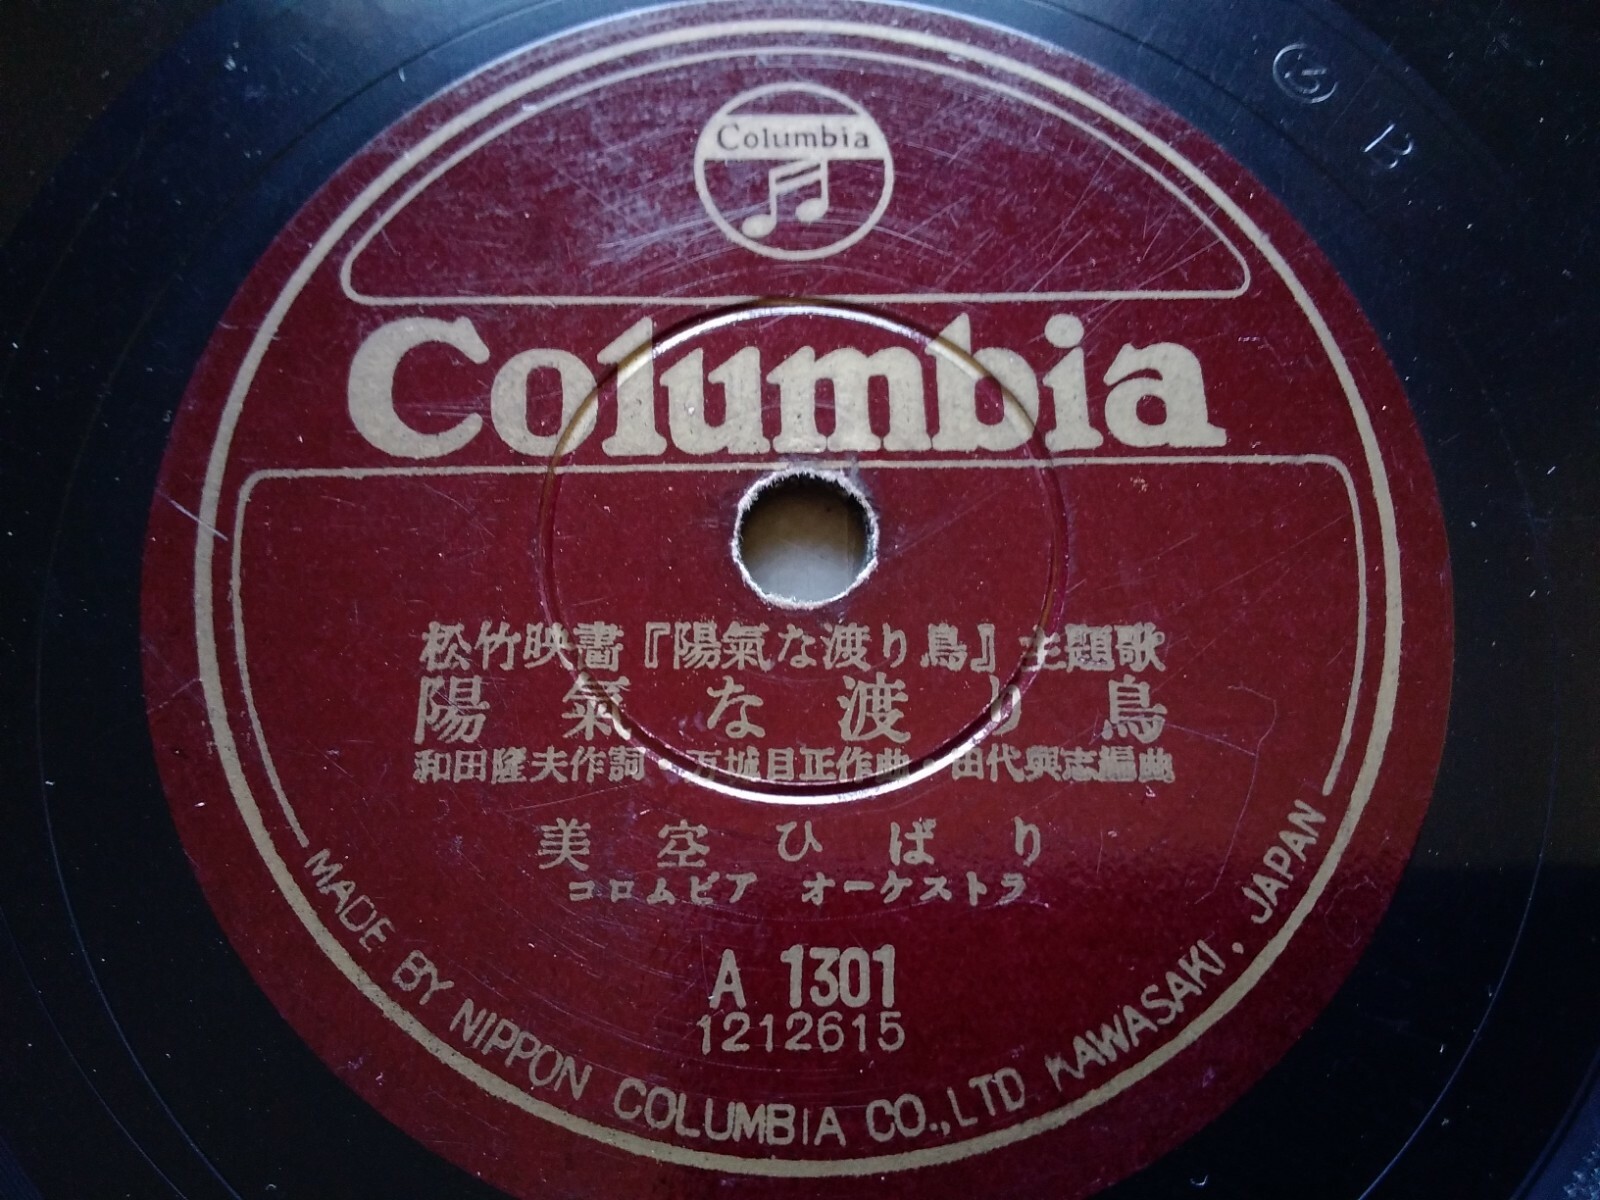 B
Columbia
Columbia
松竹映畵『陽氣な渡り鳥』主題歌
陽氣な渡り鳥
和田隆夫作詞・万城目正作曲・田代與志編曲
美空ひばり
コロムビア オーケストラ
A 1301
1212615
MADE BY NIPPON COLUMBIA CO., LTD KAWASAKI, JAPAN